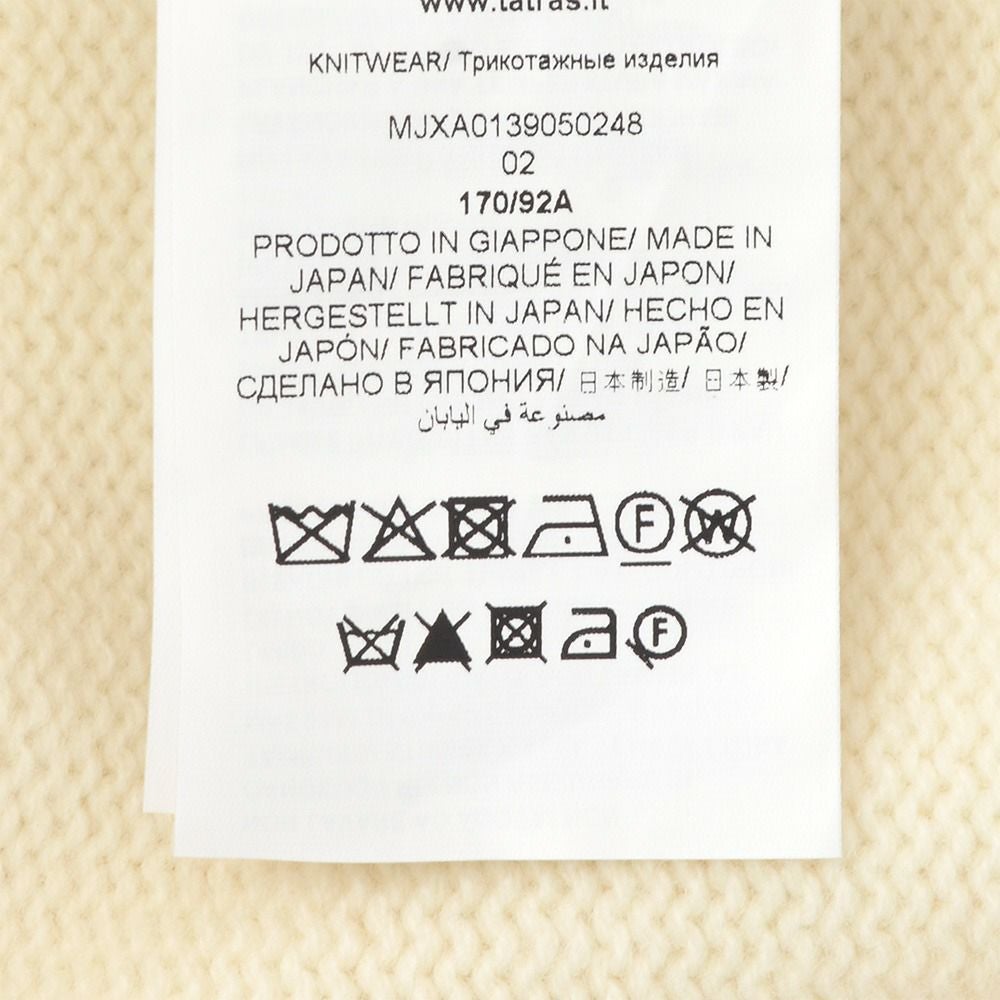 www.tatras.it
KNITWEAR/ Трикотажные изделия
MJXA0139050248
02
170/92A
PRODOTTO IN GIAPPONE/ MADE IN
JAPAN/ FABRIQUÉ EN JAPON/
HERGESTELLT IN JAPAN/ HECHO EN
JAPÓN/ FABRICADO NA JAPÃO/
СДЕЛАНО В ЯПОНИЯ/ 日本制造/ 日本製/
مصنوعة في اليابان
F W
F